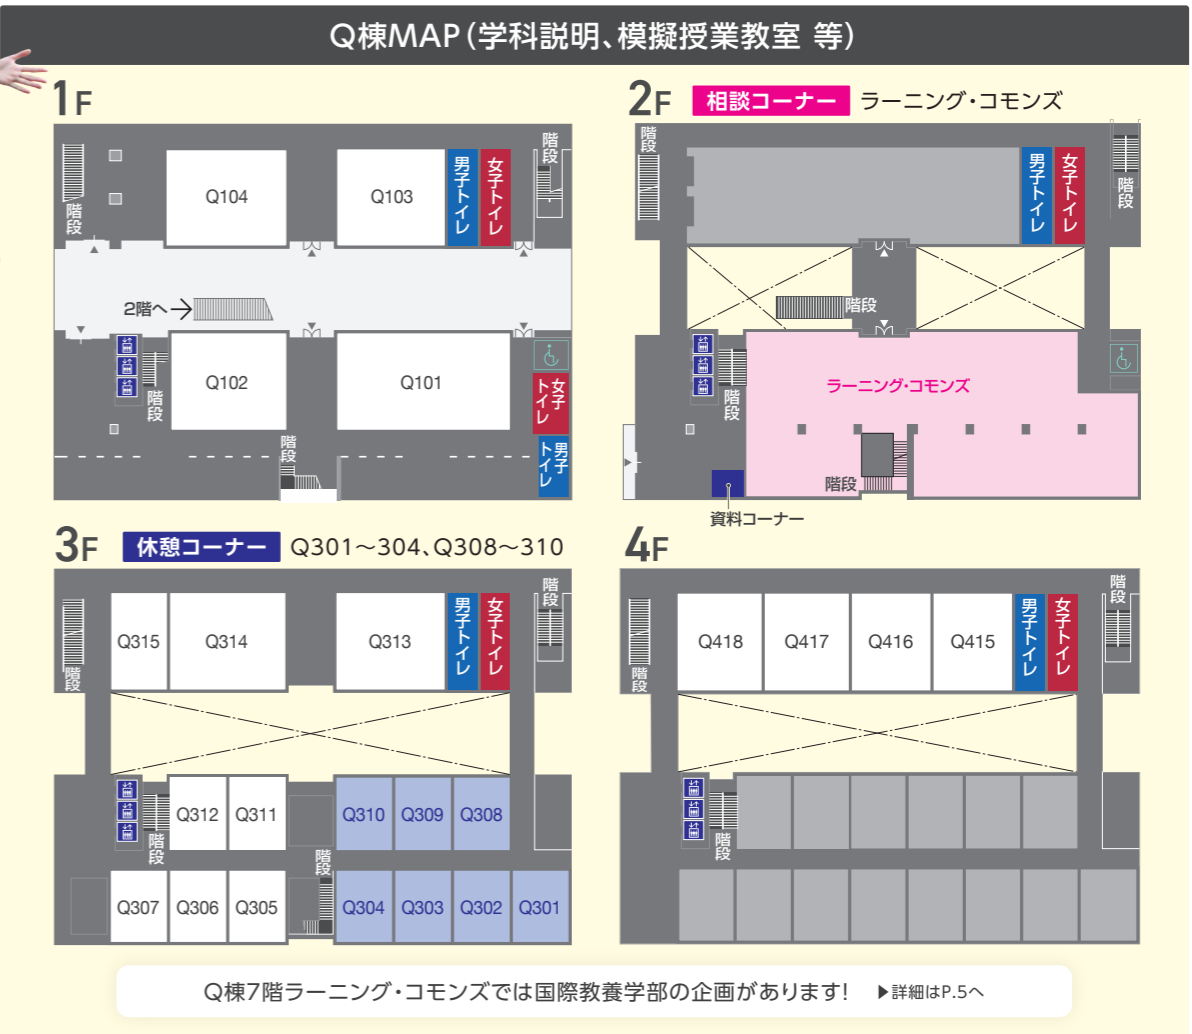 Q棟MAP（学科説明、模擬授業教室 等）
1F
階段
Q104
Q103
男子トイレ
女子トイレ
階段
2階へ→
階段
Q102
Q101
女子トイレ
男子トイレ
階段
2F 相談コーナー ラーニング・コモンズ
階段
男子トイレ
女子トイレ
階段
階段
階段
ラーニング・コモンズ
階段
資料コーナー
3F 休憩コーナー Q301〜304、Q308〜310
階段
Q315
Q314
Q313
男子トイレ
女子トイレ
階段
階段
Q312
Q311
Q310
Q309
Q308
階段
Q307
Q306
Q305
Q304
Q303
Q302
Q301
4F
階段
Q418
Q417
Q416
Q415
男子トイレ
女子トイレ
階段
階段
Q棟7階ラーニング・コモンズでは国際教養学部の企画があります！ ▶詳細はP.5へ